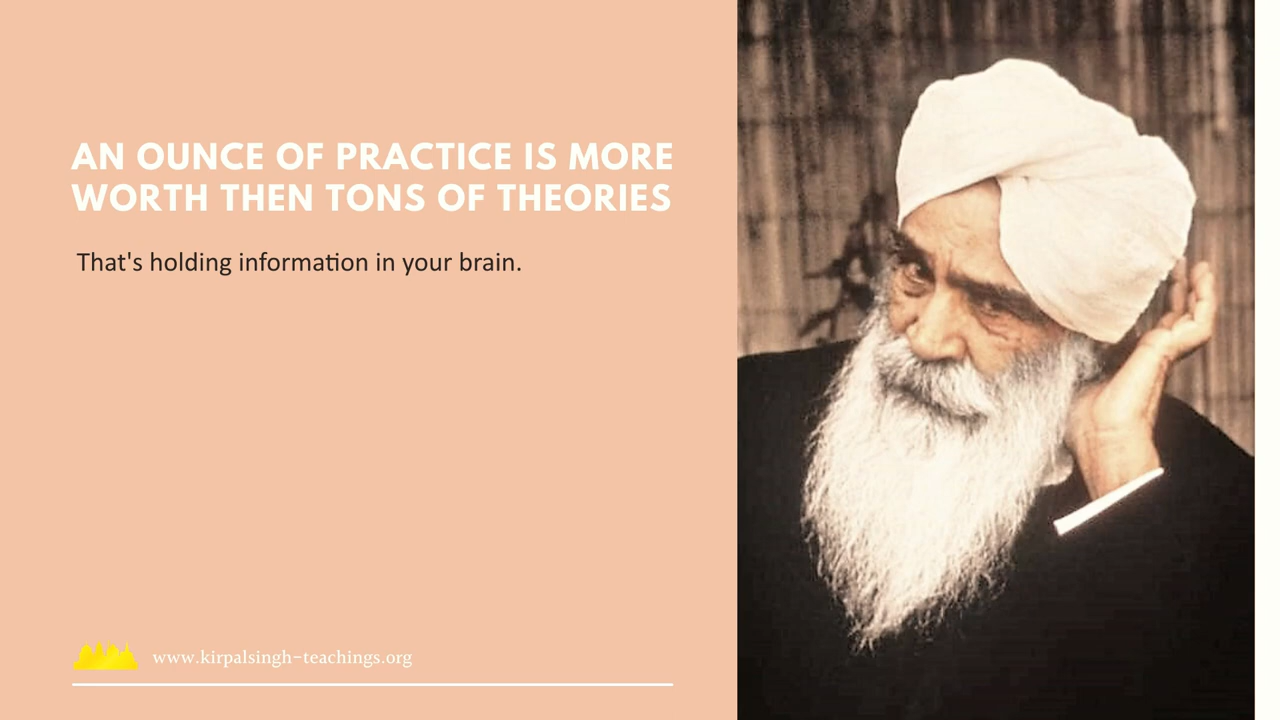 AN OUNCE OF PRACTICE IS MORE
WORTH THEN TONS OF THEORIES
That's holding information in your brain.
www.kirpalsingh-teachings.org